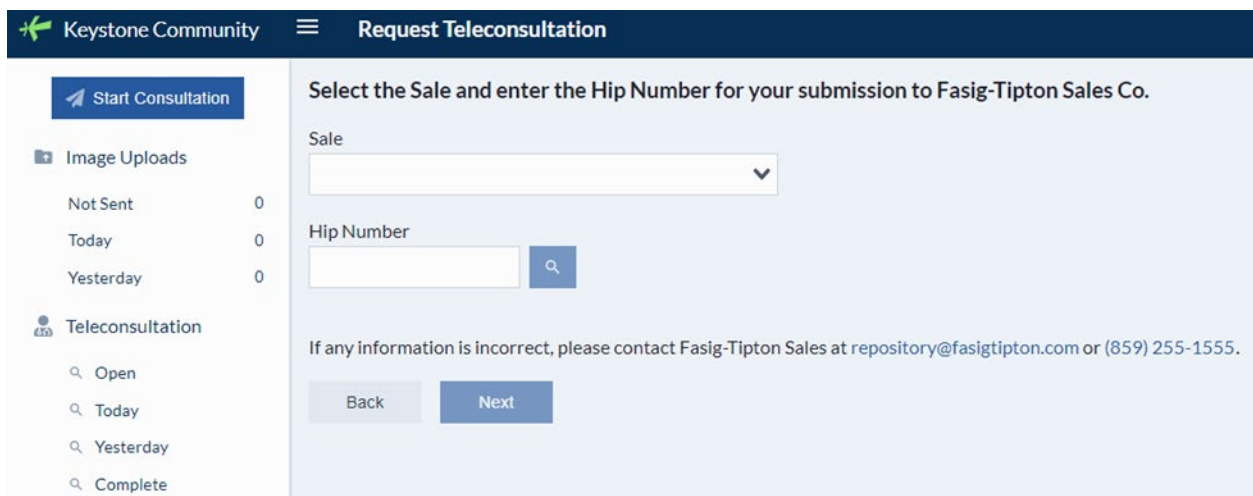 Keystone Community
Request Teleconsultation
Start Consultation
Image Uploads
Not Sent 0
Today 0
Yesterday 0
Teleconsultation
Open
Today
Yesterday
Complete
Select the Sale and enter the Hip Number for your submission to Fasig-Tipton Sales Co.
Sale
Hip Number
If any information is incorrect, please contact Fasig-Tipton Sales at repository@fasigtipton.com or (859) 255-1555.
Back
Next